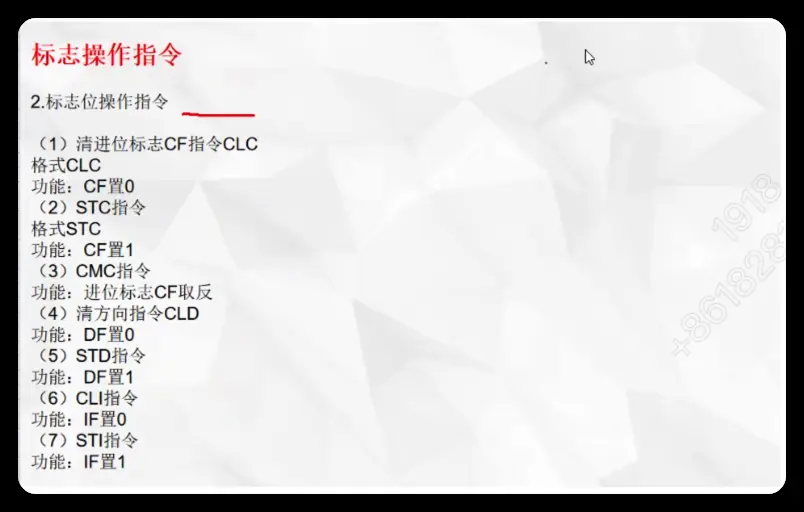 标志操作指令
2.标志位操作指令
（1）清进位标志CF指令CLC
格式CLC
功能：CF置0
（2）STC指令
格式STC
功能：CF置1
（3）CMC指令
功能：进位标志CF取反
（4）清方向指令CLD
功能：DF置0
（5）STD指令
功能：DF置1
（6）CLI指令
功能：IF置0
（7）STI指令
功能：IF置1
1918